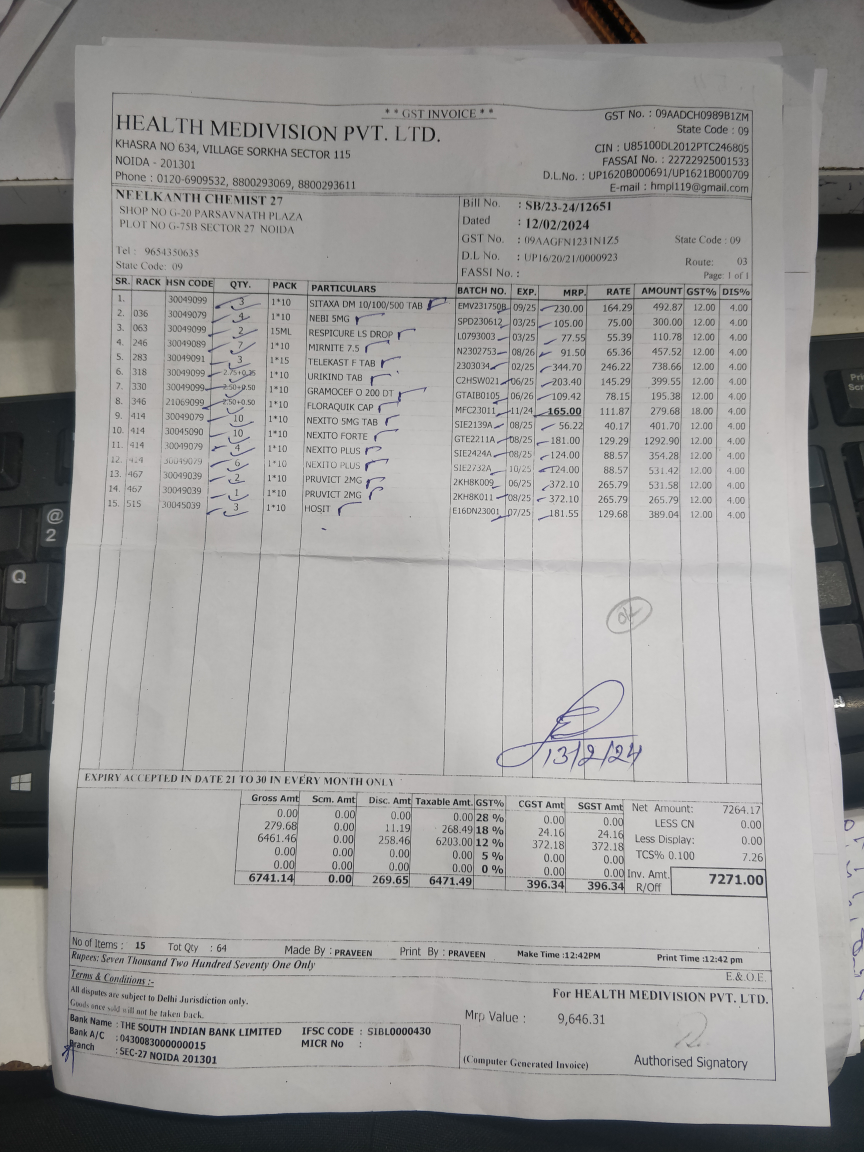 * * GST INVOICE * *
HEALTH MEDIVISION PVT. LTD.
KHASRA NO 634, VILLAGE SORKHA SECTOR 115
NOIDA - 201301
Phone : 0120-6909532, 8800293069, 8800293611
GST No. : 09AADCH0989B1ZM
State Code : 09
CIN : U85100DL2012PTC246805
FASSAI No. : 22722925001533
D.L.No. : UP1620B000691/UP1621B000709
E-mail : hmpl119@gmail.com
NEELKANTH CHEMIST 27
SHOP NO G-20 PARSAVNATH PLAZA
PLOT NO G-75B SECTOR 27 NOIDA
Tel : 9654350635
State Code: 09
Bill No. : SB/23-24/12651
Dated : 12/02/2024
GST No. : 09AAGFN1231N1Z5 State Code : 09
D.L No. : UP16/20/21/0000923
Route: 03
FASSI No. :
Page: 1 of 1
SR. RACK HSN CODE QTY. PACK PARTICULARS BATCH NO. EXP. MRP. RATE AMOUNT GST% DIS%
1. 30049099 3 1*10 SITAXA DM 10/100/500 TAB EMV231750B 09/25 230.00 164.29 492.87 12.00 4.00
2. 036 30049079 4 1*10 NEBI 5MG SPD230612 03/25 105.00 75.00 300.00 12.00 4.00
3. 063 30049099 2 15ML RESPICURE LS DROP L0793003 03/25 77.55 55.39 110.78 12.00 4.00
4. 246 30049089 7 1*10 MIRNITE 7.5 N2302753 08/26 91.50 65.36 457.52 12.00 4.00
5. 283 30049091 3 1*15 TELEKAST F TAB 2303034 02/25 344.70 246.22 738.66 12.00 4.00
6. 318 30049099 2.75+0.25 1*10 URIKIND TAB C2HSW021 06/25 203.40 145.29 399.55 12.00 4.00
7. 330 30049099 2.50+0.50 1*10 GRAMOCEF O 200 DT GTAIB0105 06/26 109.42 78.15 195.38 12.00 4.00
8. 346 21069099 2.50+0.50 1*10 FLORAQUIK CAP MFC23011 11/24 165.00 111.87 279.68 18.00 4.00
9. 414 30049079 10 1*10 NEXITO 5MG TAB SIE2139A 08/25 56.22 40.17 401.70 12.00 4.00
10. 414 30045090 10 1*10 NEXITO FORTE GTE2211A 08/25 181.00 129.29 1292.90 12.00 4.00
11. 414 30049079 4 1*10 NEXITO PLUS SIE2424A 08/25 124.00 88.57 354.28 12.00 4.00
12. 414 30049079 6 1*10 NEXITO PLUS SIE2732A 10/25 124.00 88.57 531.42 12.00 4.00
13. 467 30049039 2 1*10 PRUVICT 2MG 2KH8K009 06/25 372.10 265.79 531.58 12.00 4.00
14. 467 30049039 1 1*10 PRUVICT 2MG 2KH8K011 08/25 372.10 265.79 265.79 12.00 4.00
15. 515 30045039 3 1*10 HOSIT E16DN23001 07/25 181.55 129.68 389.04 12.00 4.00
OK
13/2/24
EXPIRY ACCEPTED IN DATE 21 TO 30 IN EVERY MONTH ONLY
Gross Amt Scm. Amt Disc. Amt Taxable Amt. GST% CGST Amt SGST Amt
0.00 0.00 0.00 0.00 28 % 0.00 0.00
279.68 0.00 11.19 268.49 18 % 24.16 24.16
6461.46 0.00 258.46 6203.00 12 % 372.18 372.18
0.00 0.00 0.00 0.00 5 % 0.00 0.00
0.00 0.00 0.00 0.00 0 % 0.00 0.00
6741.14 0.00 269.65 6471.49 396.34 396.34
Net Amount: 7264.17
LESS CN 0.00
Less Display: 0.00
TCS% 0.100 7.26
Inv. Amt. R/Off 7271.00
No of Items : 15 Tot Qty : 64 Made By : PRAVEEN Print By : PRAVEEN Make Time :12:42PM Print Time :12:42 pm
Rupees: Seven Thousand Two Hundred Seventy One Only
E.& O.E.
Terms & Conditions :-
All disputes are subject to Delhi Jurisdiction only.
Goods once sold will not be taken back.
For HEALTH MEDIVISION PVT. LTD.
Mrp Value : 9,646.31
Bank Name : THE SOUTH INDIAN BANK LIMITED IFSC CODE : SIBL0000430
Bank A/C : 0430083000000015 MICR No :
Branch : SEC-27 NOIDA 201301
(Computer Generated Invoice)
Authorised Signatory
@
2
Q